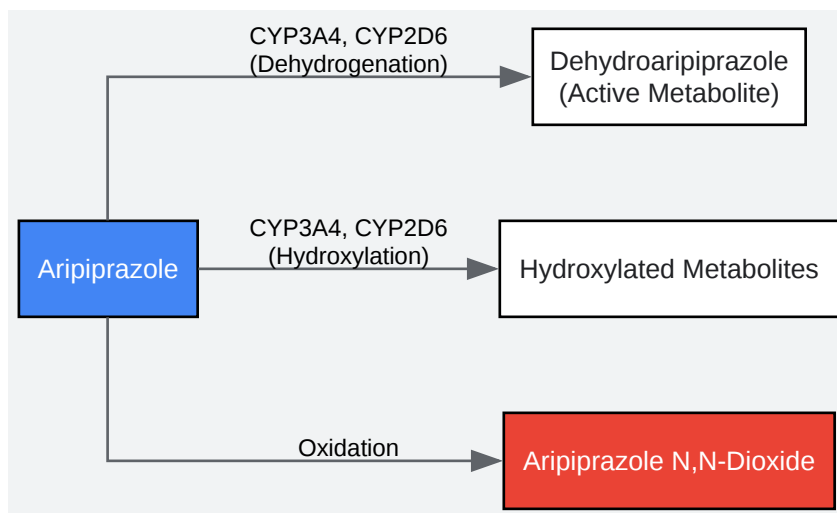 CYP3A4, CYP2D6
(Dehydrogenation)
Dehydroaripiprazole
(Active Metabolite)
CYP3A4, CYP2D6
(Hydroxylation)
Aripiprazole
Hydroxylated Metabolites
Oxidation
Aripiprazole N,N-Dioxide